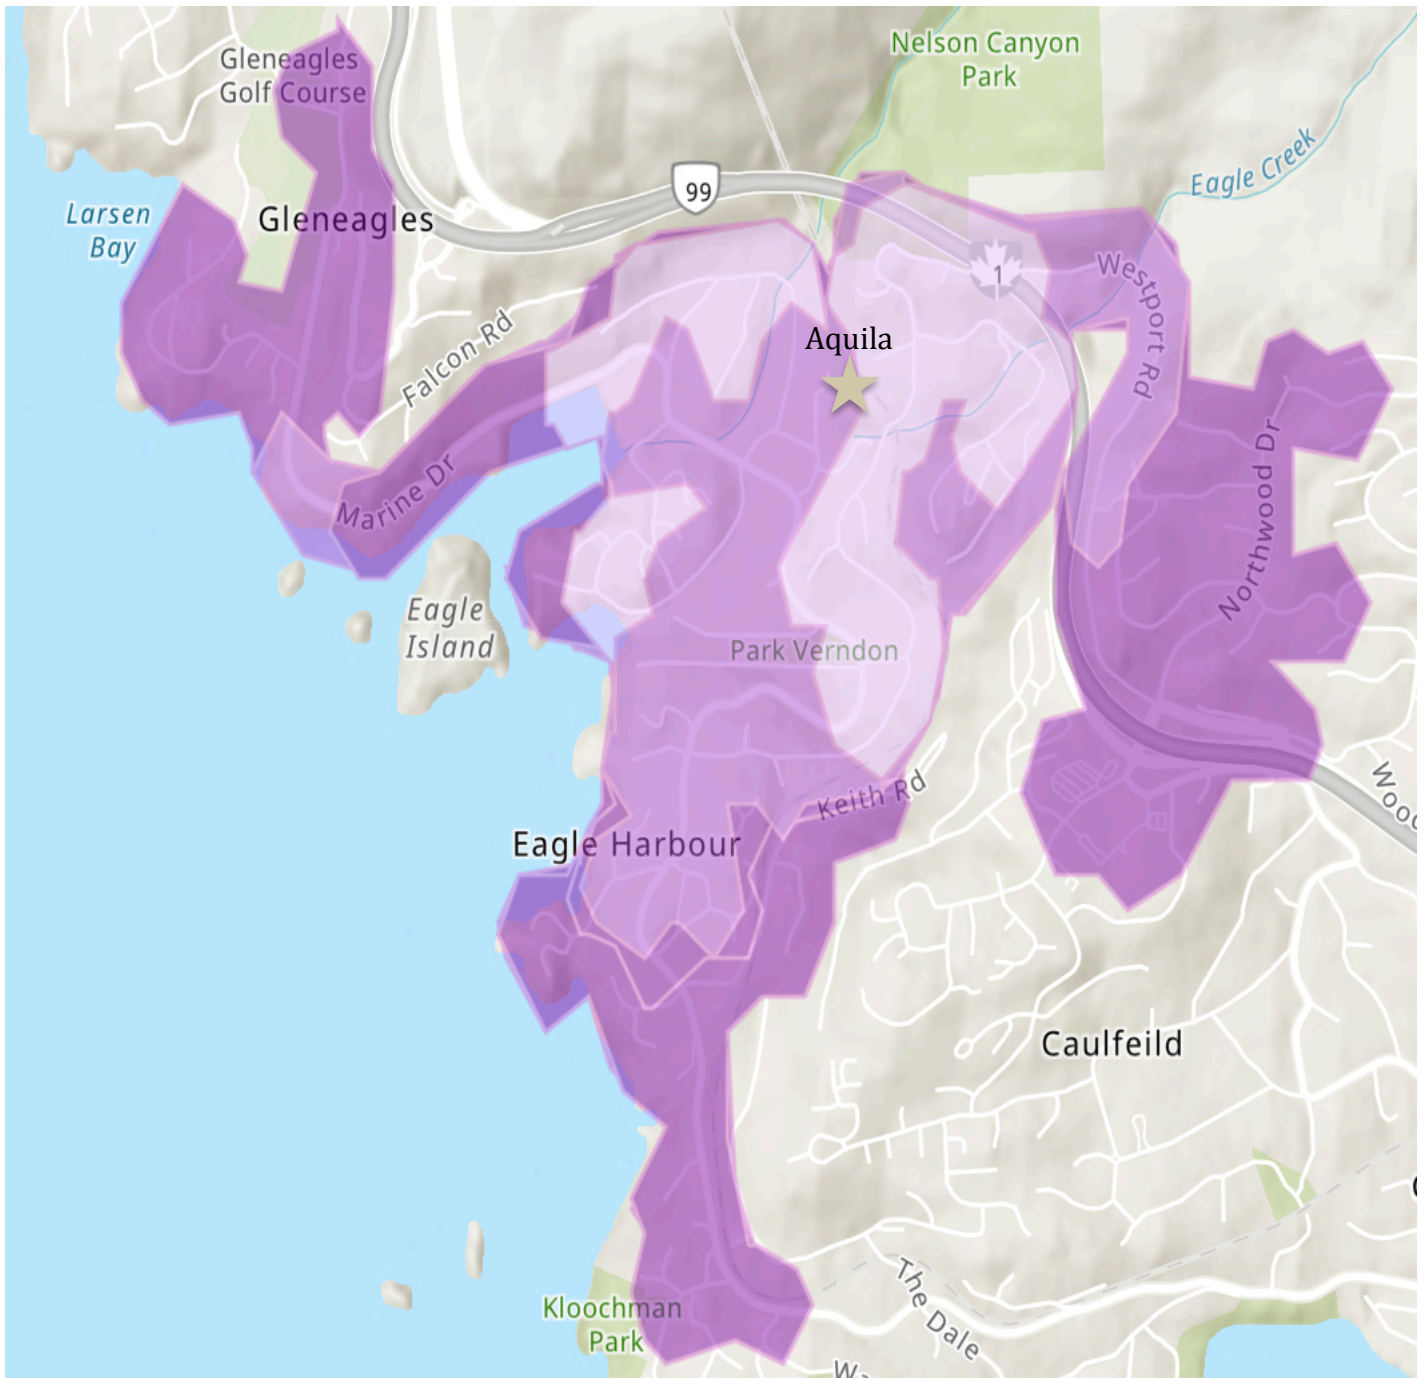 Nelson Canyon
Park
Gleneagles
Golf Course
Eagle Creek
99
Larsen
Bay
Gleneagles
Westport Rd
1
Falcon Rd
Aquila
Northwood Dr
Marine Dr
Eagle
Island
Park Verndon
Keith Rd
Eagle Harbour
Caulfeild
The Dale
Kloochman
Park